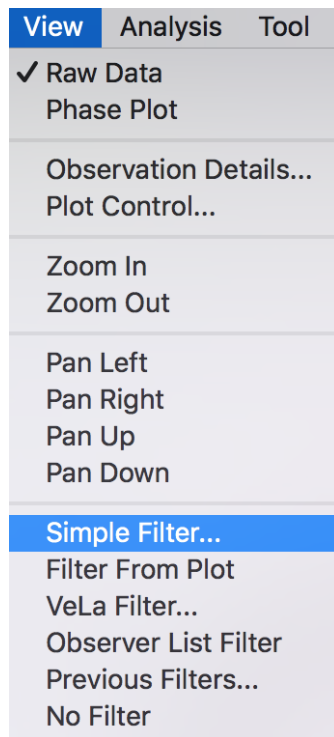 View Analysis Tool
✓ Raw Data
Phase Plot
Observation Details...
Plot Control...
Zoom In
Zoom Out
Pan Left
Pan Right
Pan Up
Pan Down
Simple Filter...
Filter From Plot
VeLa Filter...
Observer List Filter
Previous Filters...
No Filter